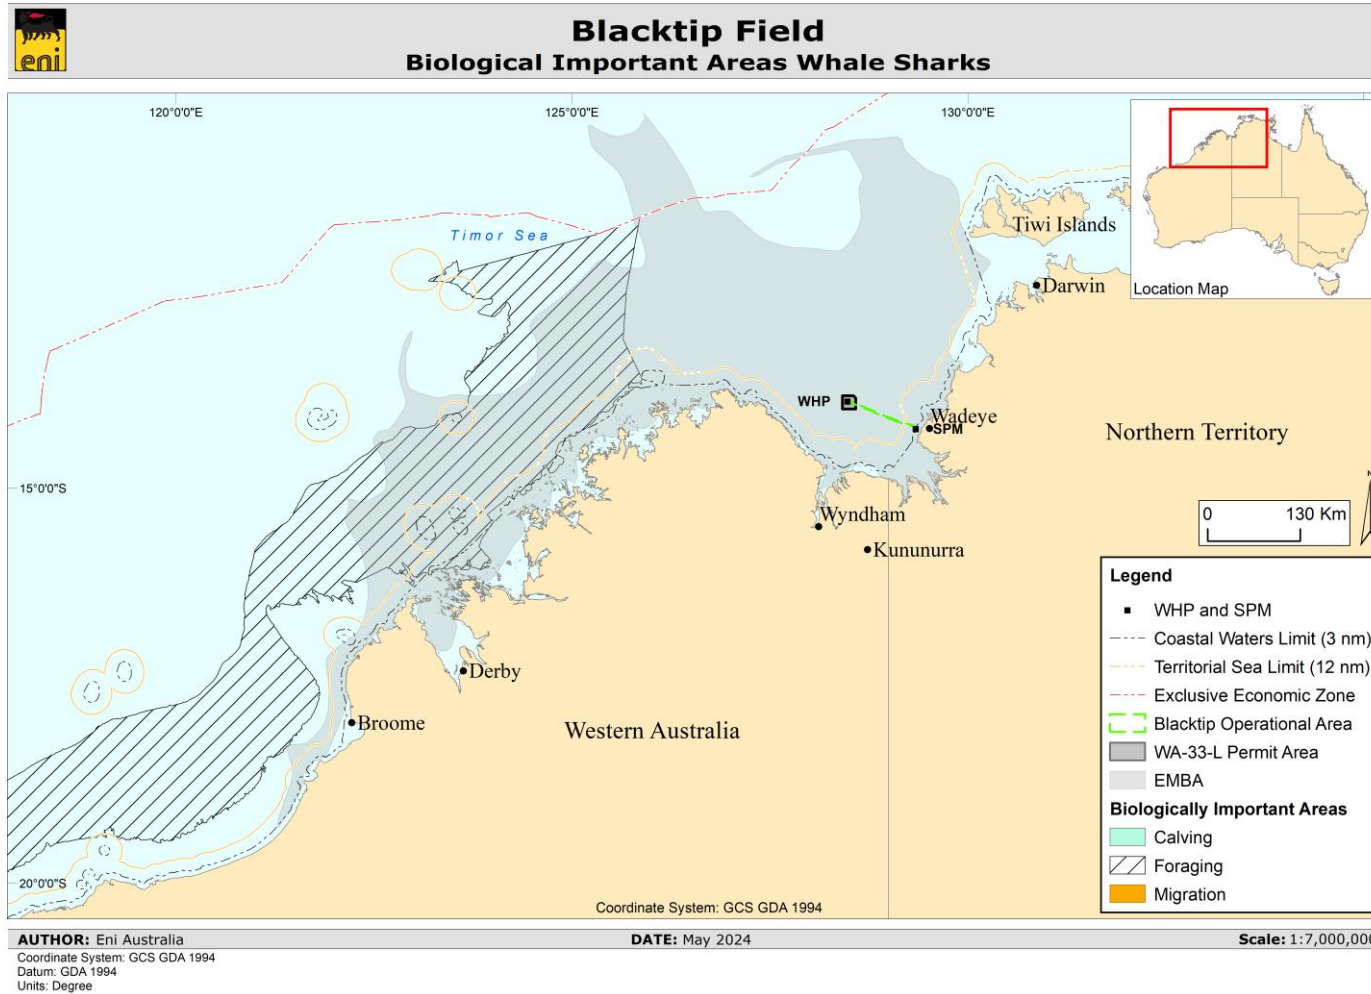 eni
Blacktip Field
Biological Important Areas Whale Sharks
120°0'0"E
125°0'0"E
130°0'0"E
Location Map
Timor Sea
Tiwi Islands
Darwin
WHP
Wadeye
SPM
Northern Territory
15°0'0"S
Wyndham
Kununurra
0 130 Km
Derby
Broome
Western Australia
20°0'0"S
Coordinate System: GCS GDA 1994
Legend
WHP and SPM
Coastal Waters Limit (3 nm)
Territorial Sea Limit (12 nm)
Exclusive Economic Zone
Blacktip Operational Area
WA-33-L Permit Area
EMBA
Biologically Important Areas
Calving
Foraging
Migration
AUTHOR: Eni Australia
DATE: May 2024
Scale: 1:7,000,000
Coordinate System: GCS GDA 1994
Datum: GDA 1994
Units: Degree